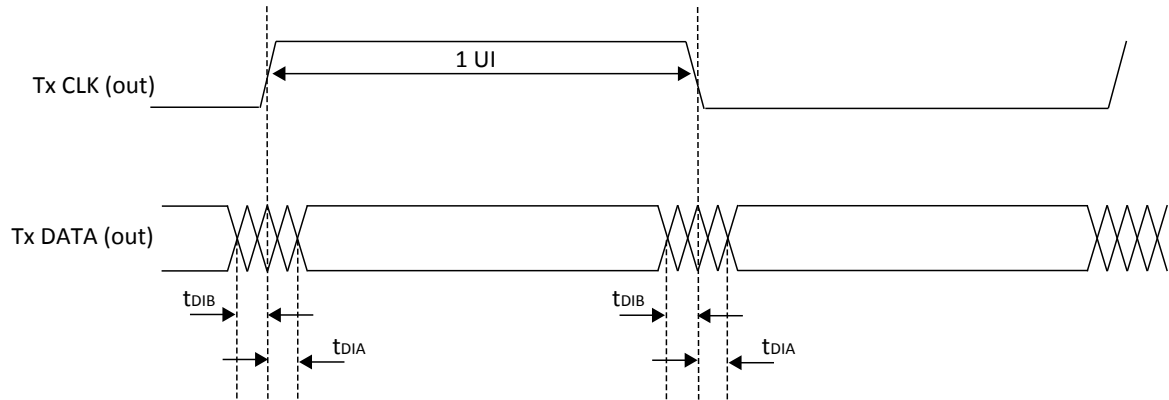 1 UI
Tx CLK (out)
Tx DATA (out)
tDIB
tDIB
tDIA
tDIA